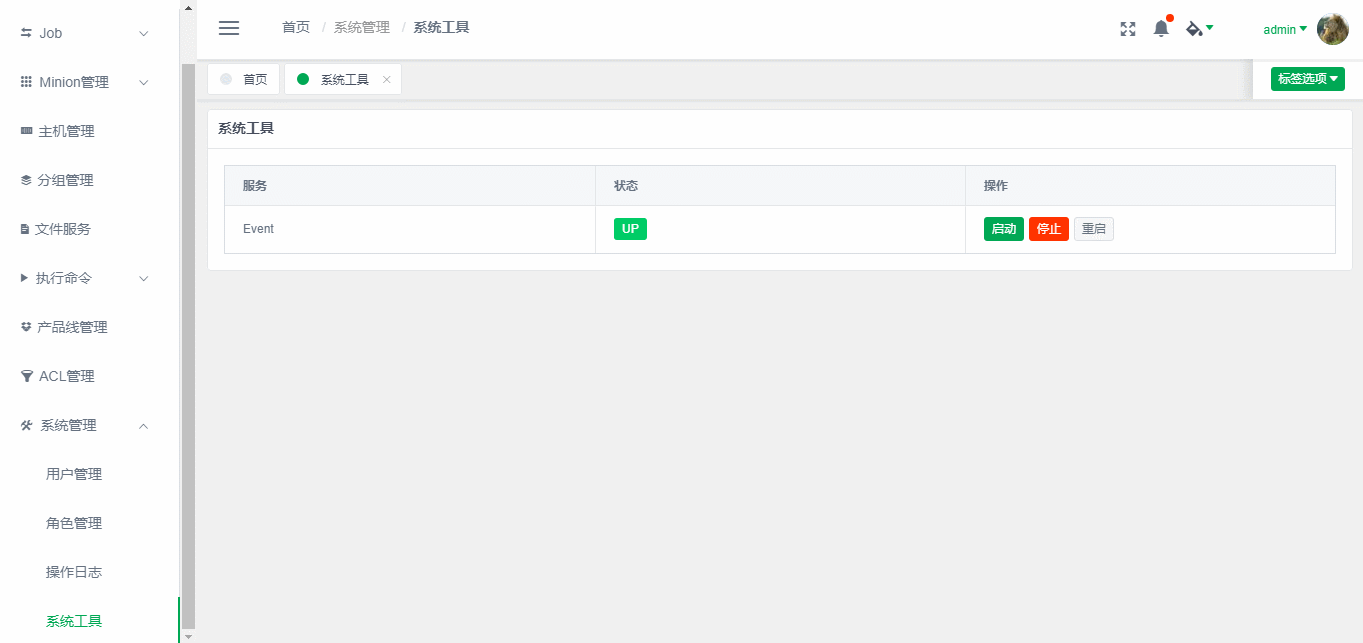 Job
Minion管理
主机管理
分组管理
文件服务
执行命令
产品线管理
ACL管理
系统管理
用户管理
角色管理
操作日志
系统工具
首页 / 系统管理 / 系统工具
admin
首页
系统工具
标签选项
系统工具
服务 状态 操作
Event UP 启动 停止 重启